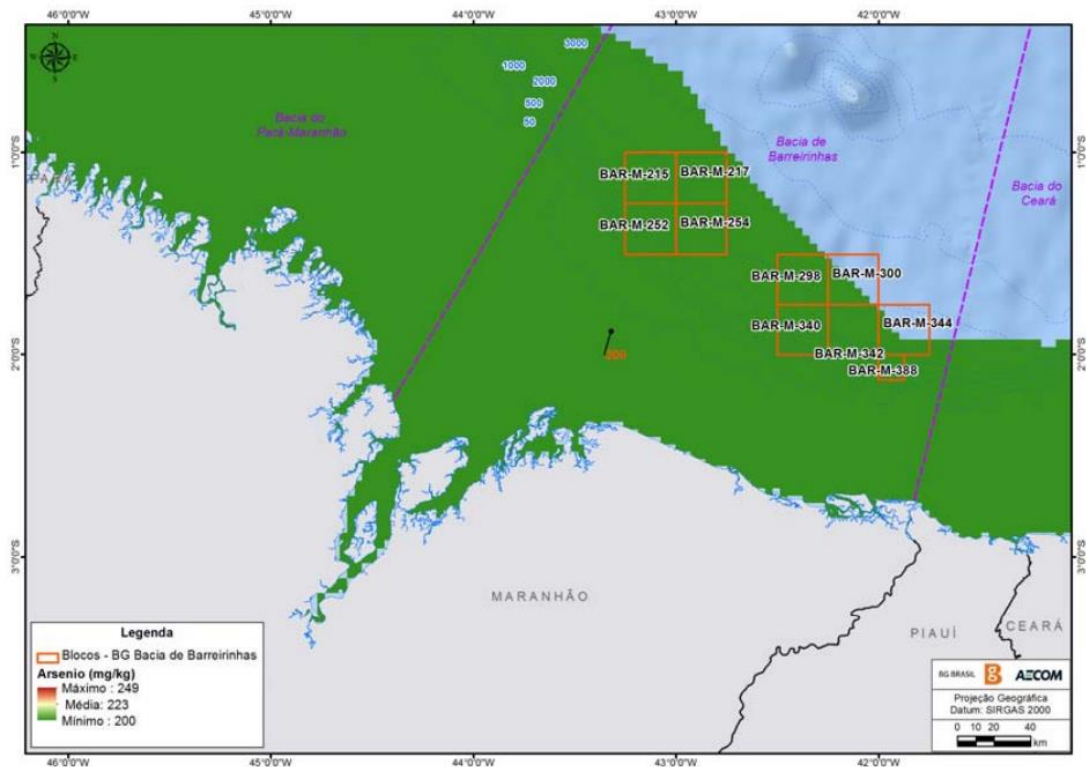 46°0'0"W 45°0'0"W 44°0'0"W 43°0'0"W 42°0'0"W
N
S
3000
1000
2000
500
50
Bacia do
Pará-Maranhão
Bacia de
Barreirinhas
Bacia do
Ceará
1°0'0"S
1°0'0"S
PARÁ
BAR-M-215
BAR-M-217
BAR-M-252
BAR-M-254
BAR-M-298
BAR-M-300
BAR-M-340
BAR-M-344
BAR-M-342
BAR-M-388
2°0'0"S
200
2°0'0"S
3°0'0"S
3°0'0"S
MARANHÃO
PIAUÍ
CEARÁ
Legenda
Blocos - BG Bacia de Barreirinhas
Arsenio (mg/kg)
Máximo : 249
Média: 223
Mínimo : 200
BG BRASIL
AECOM
Projeção Geográfica
Datum: SIRGAS 2000
0 10 20 40
km
46°0'0"W 45°0'0"W 44°0'0"W 43°0'0"W 42°0'0"W